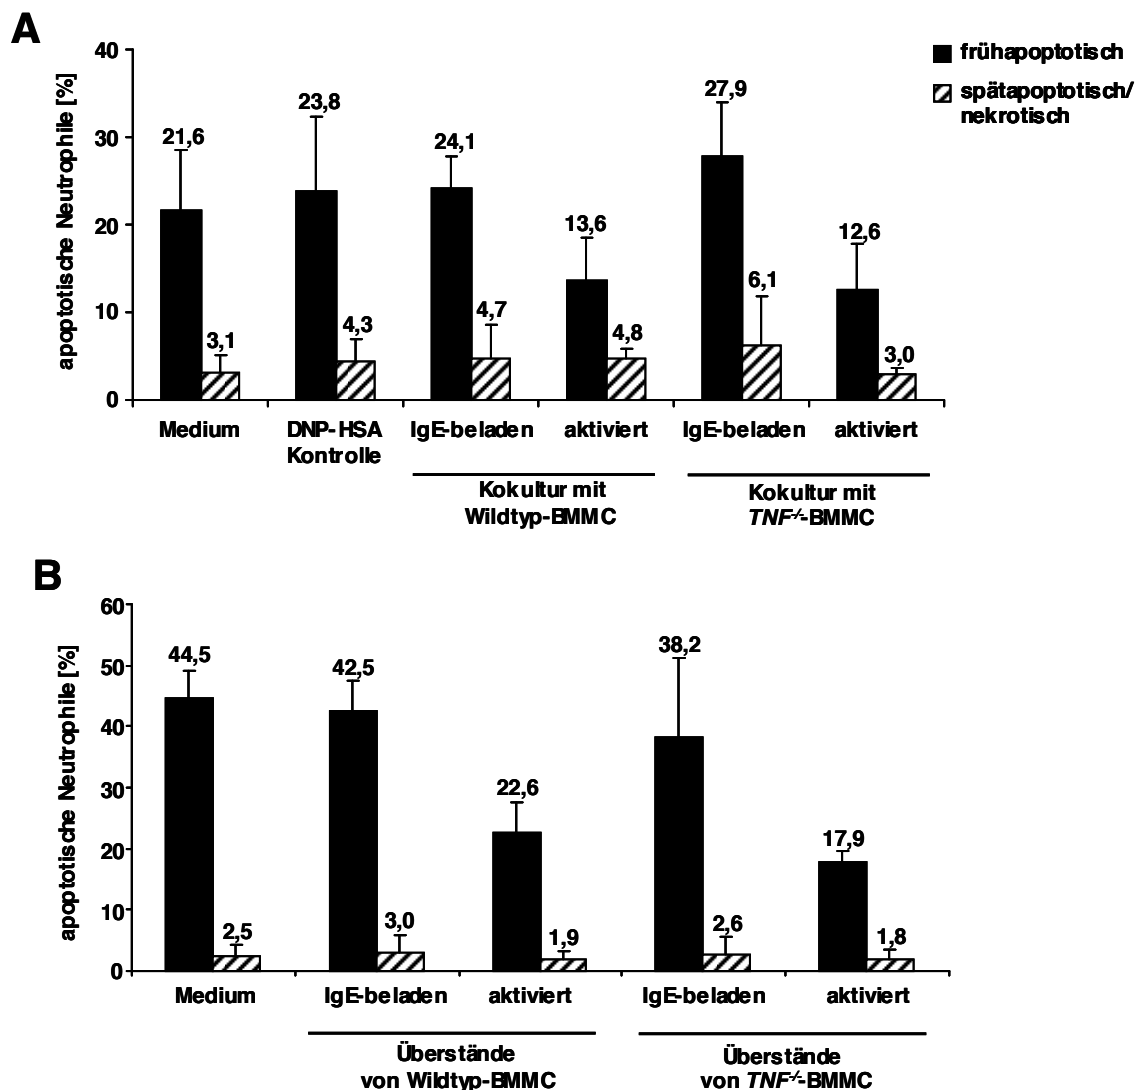 A
frühapoptotisch
spätapoptotisch/
nekrotisch
apoptotische Neutrophile [%]
40
30
20
10
0
21,6
3,1
23,8
4,3
24,1
4,7
13,6
4,8
27,9
6,1
12,6
3,0
Medium
DNP-HSA
Kontrolle
IgE-beladen
aktiviert
IgE-beladen
aktiviert
Kokultur mit
Wildtyp-BMMC
Kokultur mit
TNF-/--BMMC
B
apoptotische Neutrophile [%]
60
50
40
30
20
10
0
44,5
2,5
42,5
3,0
22,6
1,9
38,2
2,6
17,9
1,8
Medium
IgE-beladen
aktiviert
IgE-beladen
aktiviert
Überstände
von Wildtyp-BMMC
Überstände
von TNF-/--BMMC